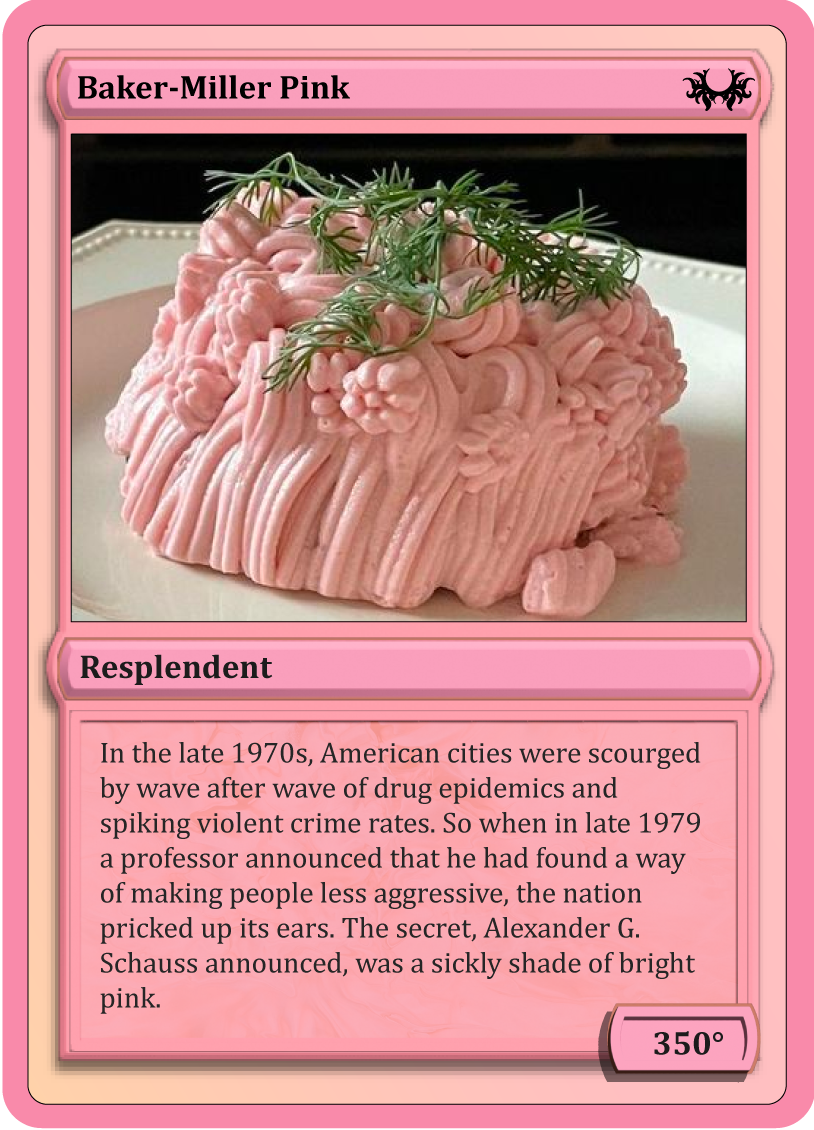 Baker-Miller Pink
Resplendent
In the late 1970s, American cities were scourged
by wave after wave of drug epidemics and
spiking violent crime rates. So when in late 1979
a professor announced that he had found a way
of making people less aggressive, the nation
pricked up its ears. The secret, Alexander G.
Schauss announced, was a sickly shade of bright
pink.
350°